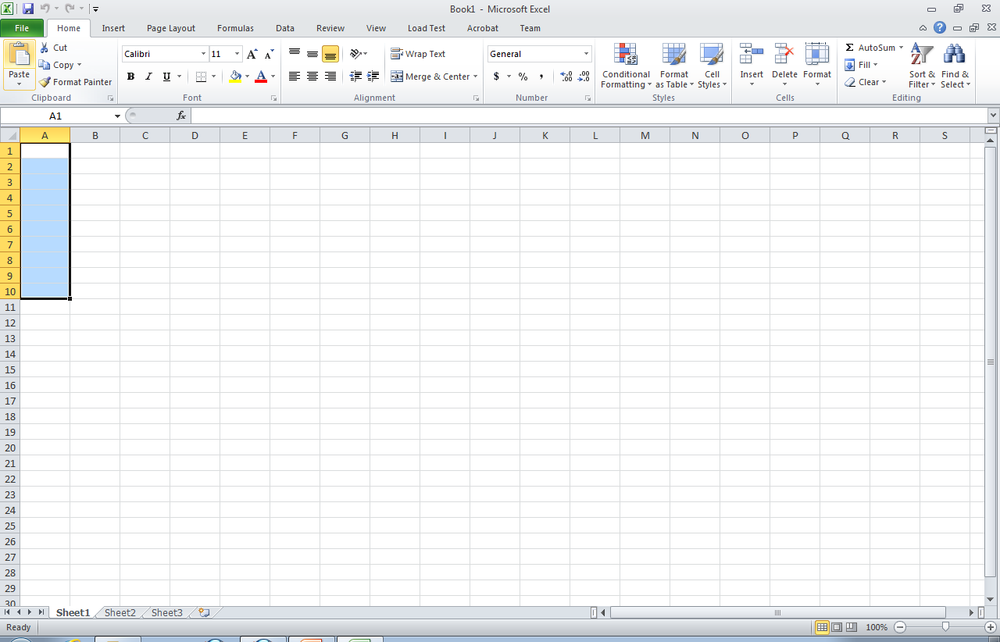 Book1 - Microsoft Excel
File Home Insert Page Layout Formulas Data Review View Load Test Acrobat Team
Paste
Cut
Copy
Format Painter
Clipboard
Calibri 11
B I U
Font
Wrap Text
Merge & Center
Alignment
General
$ % ,
Number
Conditional Formatting
Format as Table
Cell Styles
Styles
Insert Delete Format
Cells
Σ AutoSum
Fill
Clear
Sort & Filter
Find & Select
Editing
A1 fx
A B C D E F G H I J K L M N O P Q R S
1
2
3
4
5
6
7
8
9
10
11
12
13
14
15
16
17
18
19
20
21
22
23
24
25
26
27
28
29
30
Sheet1 Sheet2 Sheet3
Ready 100%